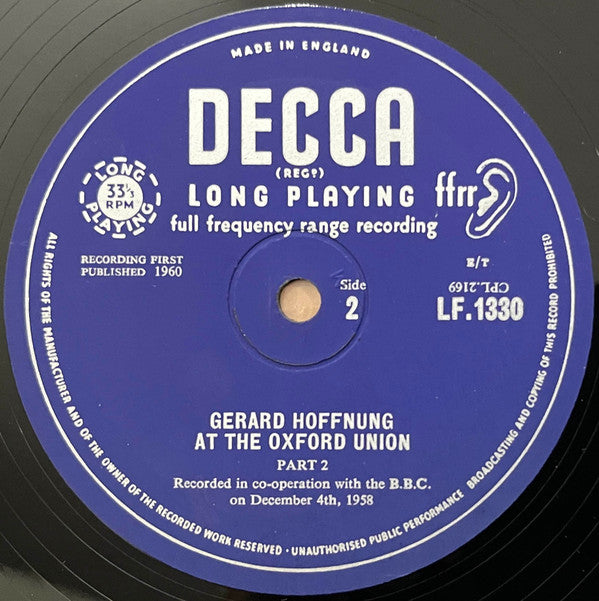 MADE IN ENGLAND
DECCA
(REGD)
LONG PLAYING
ffrr
full frequency range recording
LONG PLAYING
33⅓
RPM
RECORDING FIRST
PUBLISHED 1960
Side
2
E/T
CPL.2169
LF.1330
GERARD HOFFNUNG
AT THE OXFORD UNION
PART 2
Recorded in co-operation with the B.B.C.
on December 4th, 1958
ALL RIGHTS OF THE MANUFACTURER AND OF THE OWNER OF THE RECORDED WORK RESERVED · UNAUTHORISED PUBLIC PERFORMANCE BROADCASTING AND COPYING OF THIS RECORD PROHIBITED